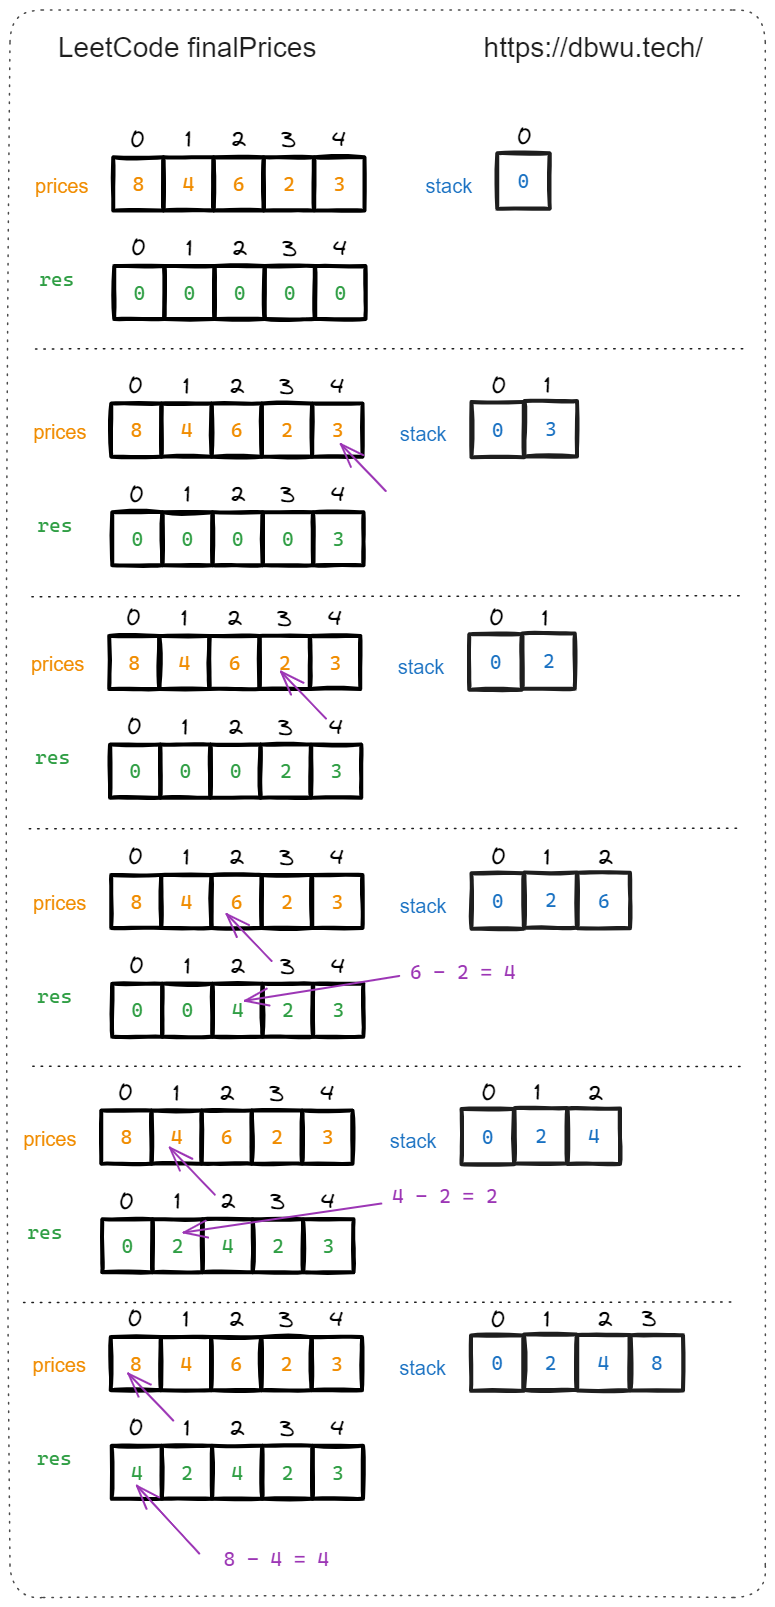 LeetCode finalPrices https://dbwu.tech/
0 1 2 3 4 0
prices 8 4 6 2 3 stack 0
0 1 2 3 4
res 0 0 0 0 0
0 1 2 3 4 0 1
prices 8 4 6 2 3 stack 0 3
0 1 2 3 4
res 0 0 0 0 3
0 1 2 3 4 0 1
prices 8 4 6 2 3 stack 0 2
0 1 2 3 4
res 0 0 0 2 3
0 1 2 3 4 0 1 2
prices 8 4 6 2 3 stack 0 2 6
0 1 2 3 4 6 - 2 = 4
res 0 0 4 2 3
0 1 2 3 4 0 1 2
prices 8 4 6 2 3 stack 0 2 4
0 1 2 3 4 4 - 2 = 2
res 0 2 4 2 3
0 1 2 3 4 0 1 2 3
prices 8 4 6 2 3 stack 0 2 4 8
0 1 2 3 4
res 4 2 4 2 3
8 - 4 = 4